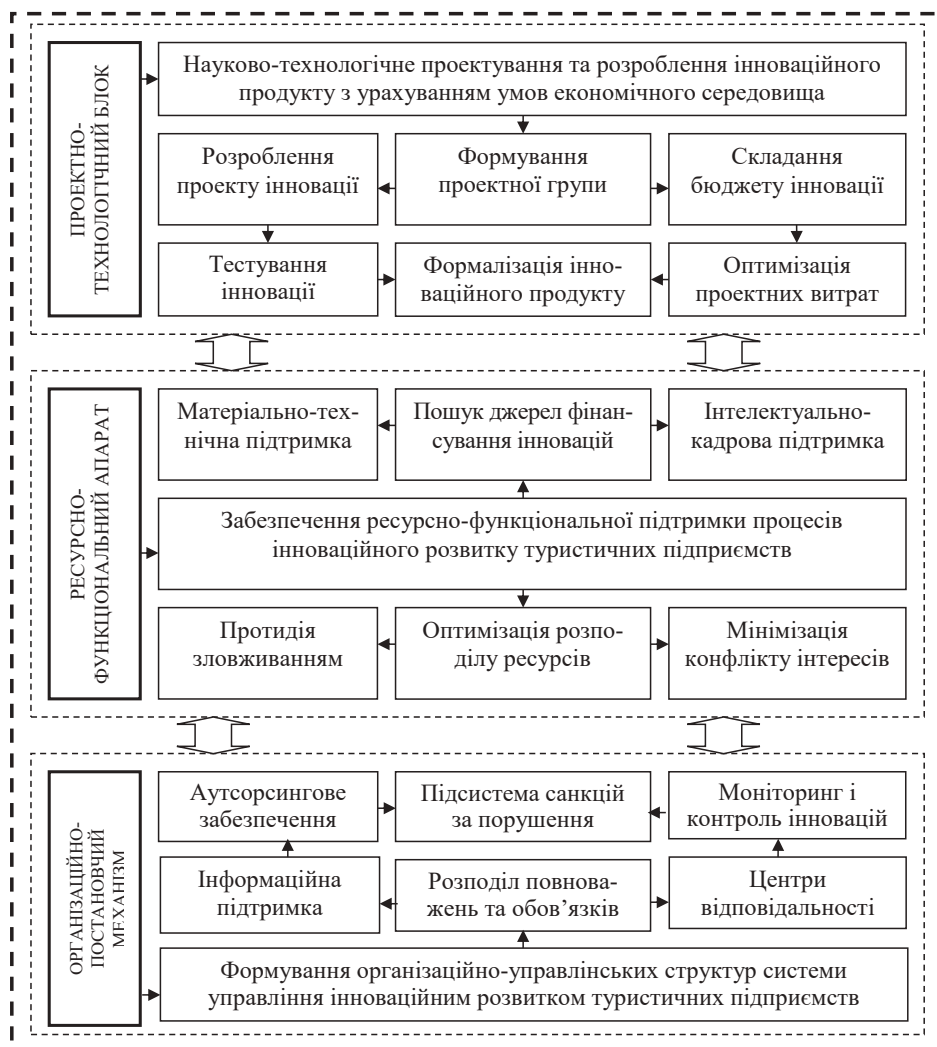 ПРОЕКТНО-
ТЕХНОЛОГІЧНИЙ БЛОК
Науково-технологічне проектування та розроблення інноваційного
продукту з урахуванням умов економічного середовища
Розроблення
проекту інновації
Формування
проектної групи
Складання
бюджету інновації
Тестування
інновації
Формалізація інно-
ваційного продукту
Оптимізація
проектних витрат
РЕСУРСНО-
ФУНКЦІОНАЛЬНИЙ АПАРАТ
Матеріально-тех-
нічна підтримка
Пошук джерел фінан-
сування інновацій
Інтелектуально-
кадрова підтримка
Забезпечення ресурсно-функціональної підтримки процесів
інноваційного розвитку туристичних підприємств
Протидія
зловживанням
Оптимізація розпо-
ділу ресурсів
Мінімізація
конфлікту інтересів
ОРГАНІЗАЦІЙНО-
ПОСТАНОВЧИЙ
МЕХАНІЗМ
Аутсорсингове
забезпечення
Підсистема санкцій
за порушення
Моніторинг і
контроль інновацій
Інформаційна
підтримка
Розподіл повнова-
жень та обов’язків
Центри
відповідальності
Формування організаційно-управлінських структур системи
управління інноваційним розвитком туристичних підприємств